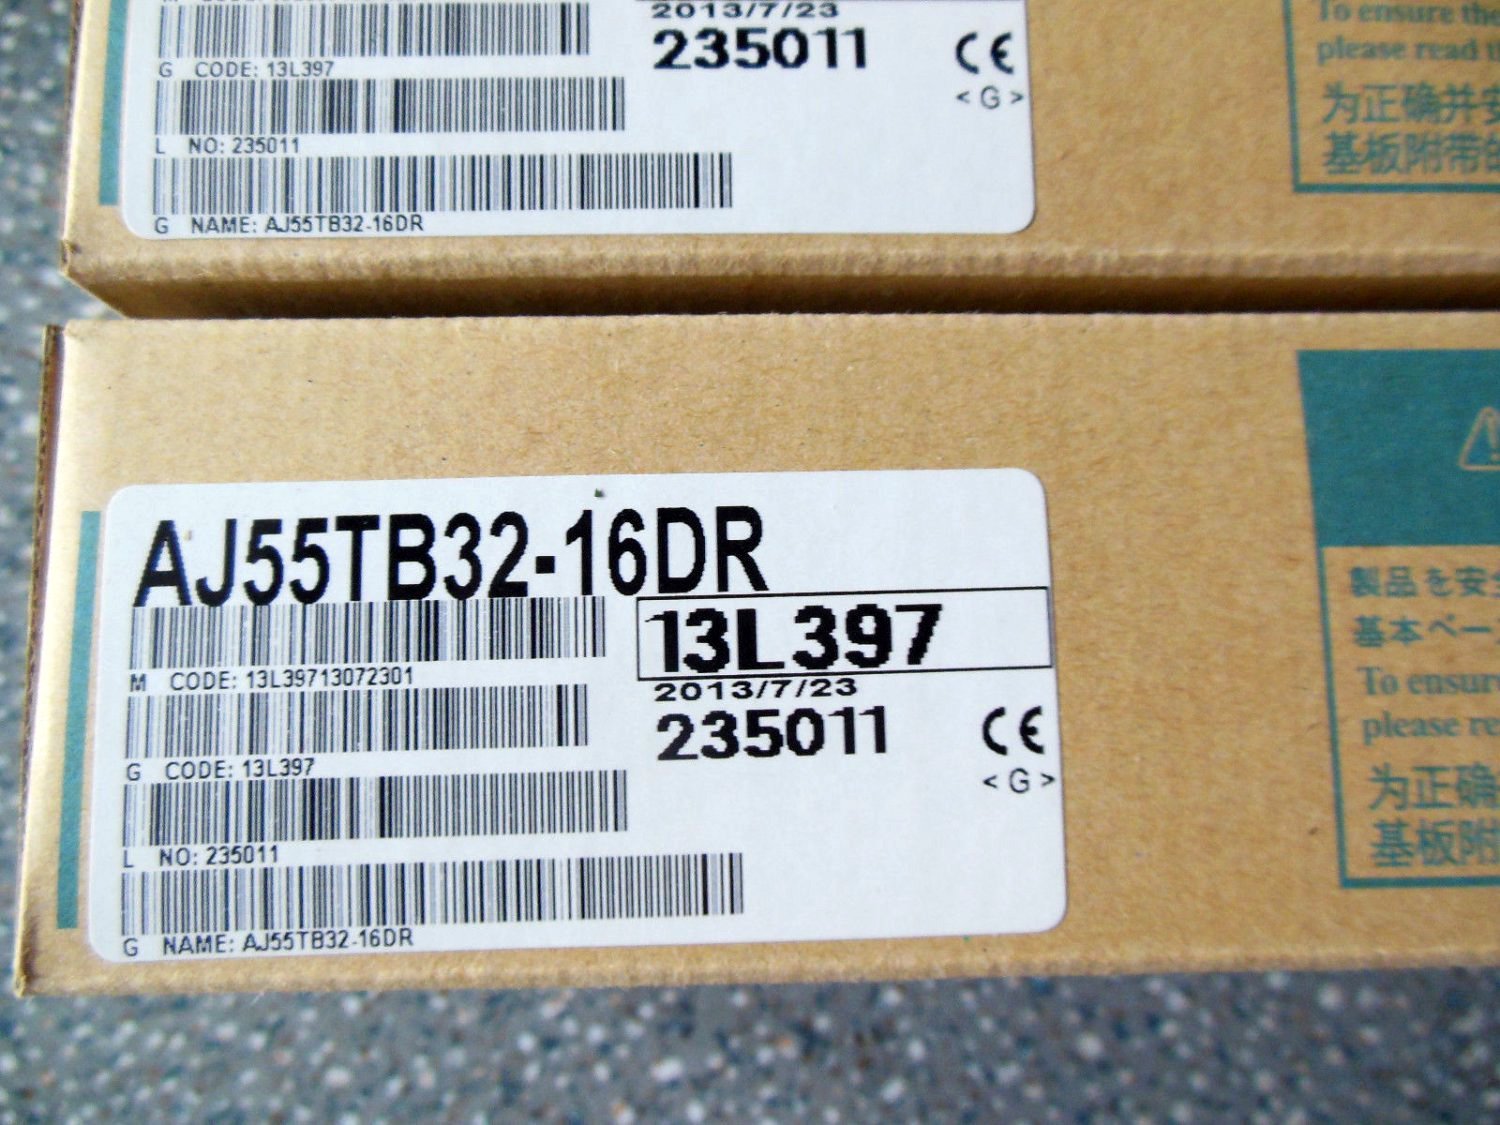 2013/7/23
235011
G CODE: 13L397
L NO: 235011
G NAME: AJ55TB32-16DR
CE
<G>
To ensure the
please read
为正确并安
基板附带的
AJ55TB32-16DR
13L397
M CODE: 13L39713072301
2013/7/23
235011
G CODE: 13L397
L NO: 235011
G NAME: AJ55TB32-16DR
CE
<G>
製品を安全
基本ベー
To ensure
please re
为正确
基板附